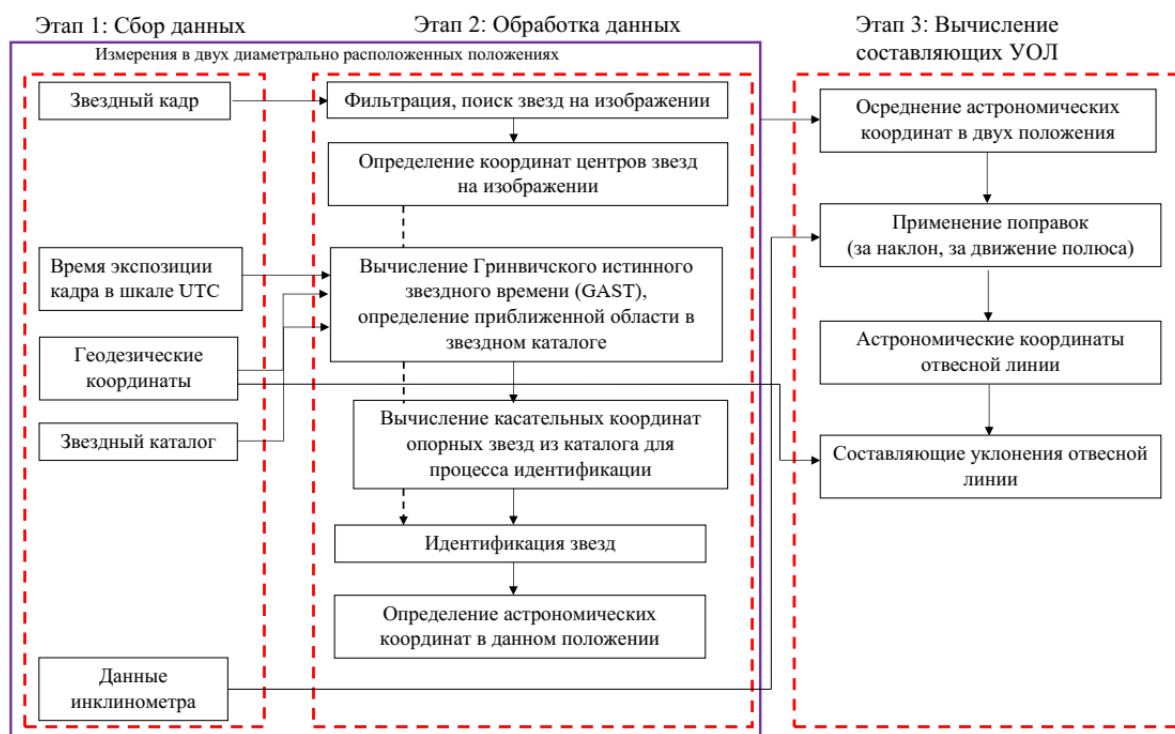 Этап 1: Сбор данных
Этап 2: Обработка данных
Этап 3: Вычисление
составляющих УОЛ
Измерения в двух диаметрально расположенных положениях
Звездный кадр
Время экспозиции
кадра в шкале UTC
Геодезические
координаты
Звездный каталог
Данные
инклинометра
Фильтрация, поиск звезд на изображении
Определение координат центров звезд
на изображении
Вычисление Гринвичского истинного
звездного времени (GAST),
определение приближенной области в
звездном каталоге
Вычисление касательных координат
опорных звезд из каталога для
процесса идентификации
Идентификация звезд
Определение астрономических
координат в данном положении
Осреднение астрономических
координат в двух положения
Применение поправок
(за наклон, за движение полюса)
Астрономические координаты
отвесной линии
Составляющие уклонения отвесной
линии